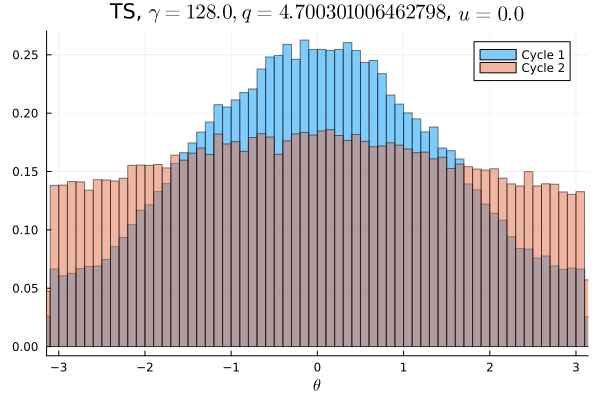 TS, γ = 128.0, q = 4.700301006462798, u = 0.0
Cycle 1
Cycle 2
0.25
0.20
0.15
0.10
0.05
0.00
−3 −2 −1 0 1 2 3
θ